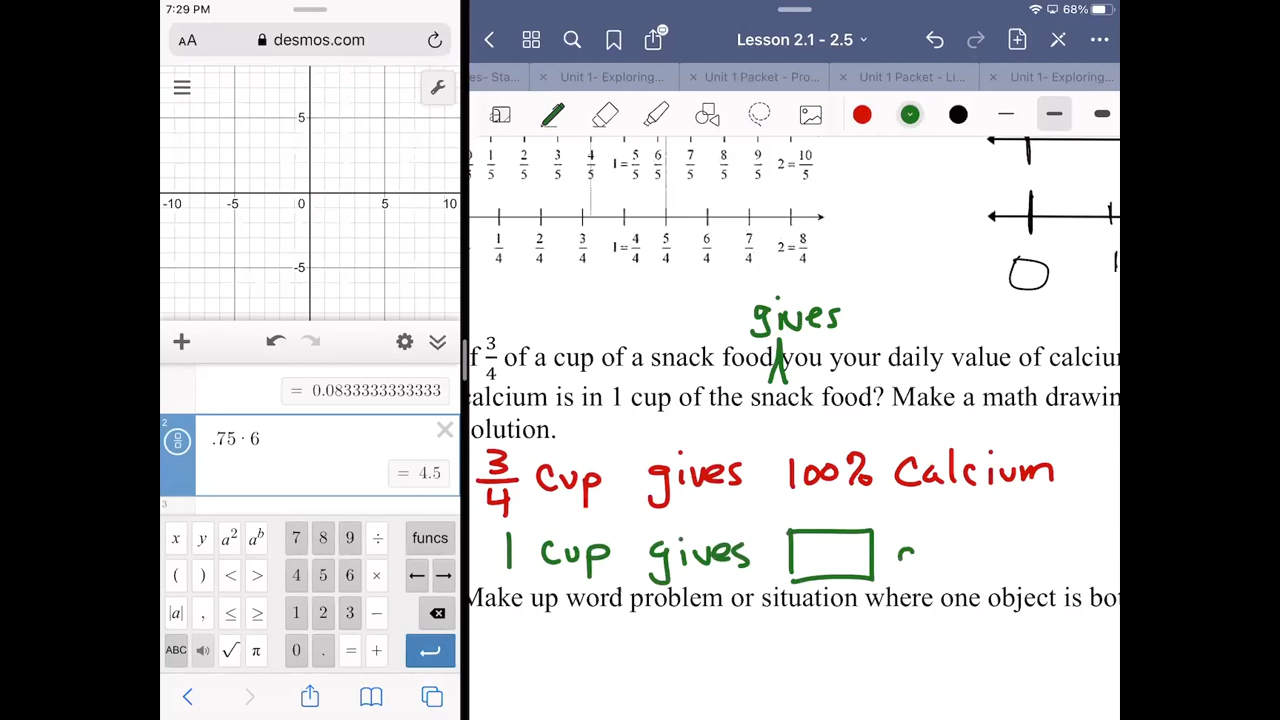 7:29 PM
68%
AA desmos.com
Lesson 2.1 - 2.5
es- Sta...
× Unit 1- Exploring...
× Unit 1 Packet - Pro...
× Unit 1 Packet - Li...
× Unit 1- Exploring...
5
-10 -5 0 5 10
-5
1/5 2/5 3/5 4/5 1 = 5/5 6/5 7/5 8/5 9/5 2 = 10/5
1/4 2/4 3/4 1 = 4/4 5/4 6/4 7/4 2 = 8/4
0
gives
f 3/4 of a cup of a snack food you your daily value of calciu
calcium is in 1 cup of the snack food? Make a math drawin
olution.
3/4 cup gives 100% Calcium
1 cup gives
Make up word problem or situation where one object is bo
= 0.0833333333333
2
.75 · 6
= 4.5
3
x y a² aᵇ 7 8 9 ÷ funcs
( ) < > 4 5 6 × ← →
|a| , ≤ ≥ 1 2 3 −
ABC √ π 0 . = +